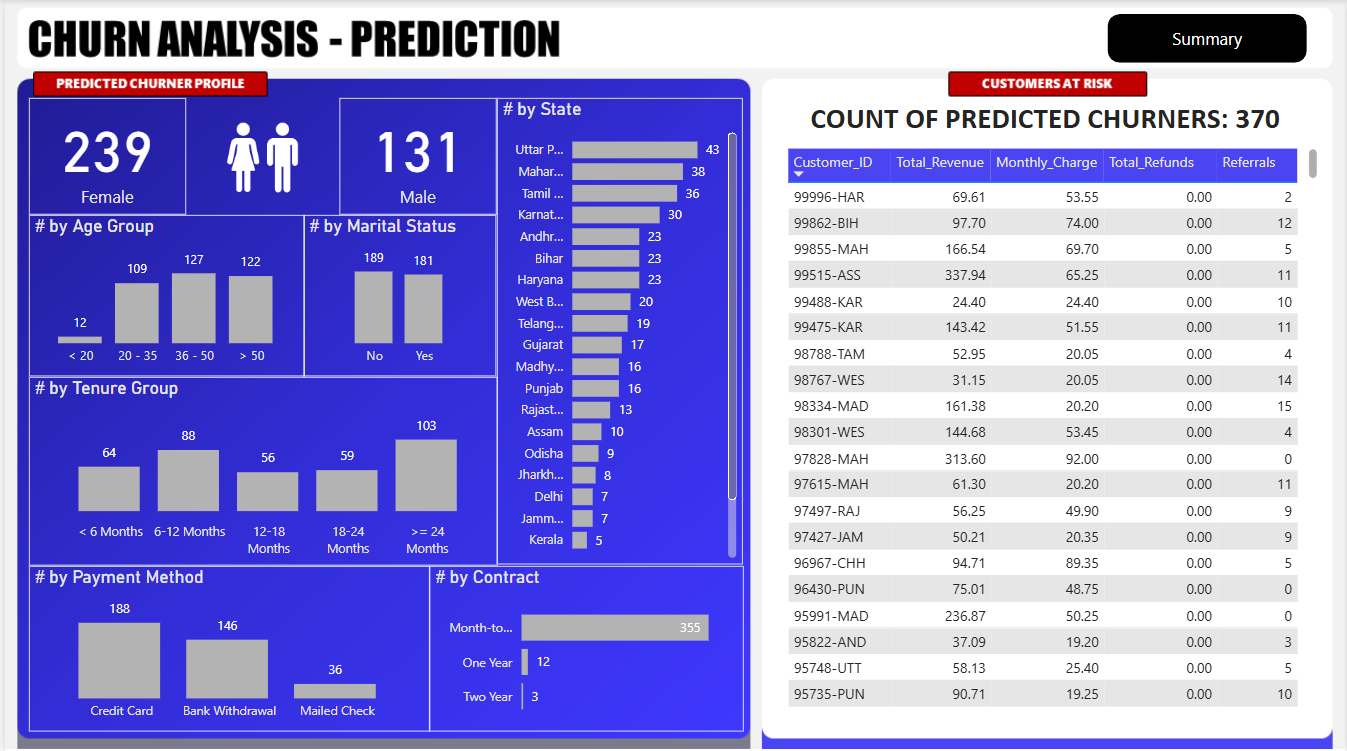 CHURN ANALYSIS - PREDICTION
Summary
PREDICTED CHURNER PROFILE
239
Female
131
Male
# by Age Group
12
109
127
122
< 20
20 - 35
36 - 50
> 50
# by Marital Status
189
181
No
Yes
# by Tenure Group
64
88
56
59
103
< 6 Months
6-12 Months
12-18
Months
18-24
Months
>= 24
Months
# by Payment Method
188
146
36
Credit Card
Bank Withdrawal
Mailed Check
# by State
Uttar P... 43
Mahar... 38
Tamil ... 36
Karnat... 30
Andhr... 23
Bihar 23
Haryana 23
West B... 20
Telang... 19
Gujarat 17
Madhy... 16
Punjab 16
Rajast... 13
Assam 10
Odisha 9
Jharkh... 8
Delhi 7
Jamm... 7
Kerala 5
# by Contract
Month-to... 355
One Year 12
Two Year 3
CUSTOMERS AT RISK
COUNT OF PREDICTED CHURNERS: 370
Customer_ID Total_Revenue Monthly_Charge Total_Refunds Referrals
99996-HAR 69.61 53.55 0.00 2
99862-BIH 97.70 74.00 0.00 12
99855-MAH 166.54 69.70 0.00 5
99515-ASS 337.94 65.25 0.00 11
99488-KAR 24.40 24.40 0.00 10
99475-KAR 143.42 51.55 0.00 11
98788-TAM 52.95 20.05 0.00 4
98767-WES 31.15 20.05 0.00 14
98334-MAD 161.38 20.20 0.00 15
98301-WES 144.68 53.45 0.00 4
97828-MAH 313.60 92.00 0.00 0
97615-MAH 61.30 20.20 0.00 11
97497-RAJ 56.25 49.90 0.00 9
97427-JAM 50.21 20.35 0.00 9
96967-CHH 94.71 89.35 0.00 5
96430-PUN 75.01 48.75 0.00 0
95991-MAD 236.87 50.25 0.00 0
95822-AND 37.09 19.20 0.00 3
95748-UTT 58.13 25.40 0.00 5
95735-PUN 90.71 19.25 0.00 10